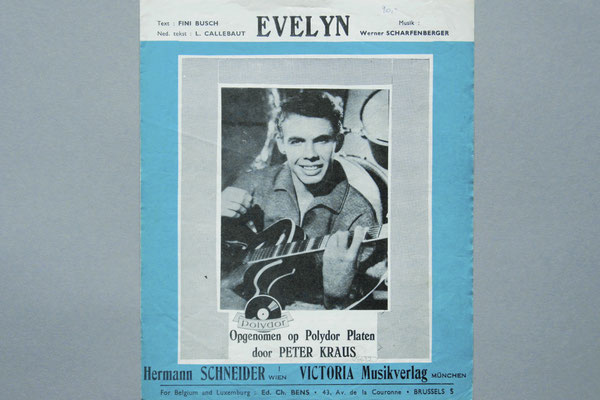 Text : FINI BUSCH
Ned. tekst : L. CALLEBAUT
EVELYN
Musik :
Werner SCHARFENBERGER
polydor
Opgenomen op Polydor Platen
door PETER KRAUS
Hermann SCHNEIDER WIEN VICTORIA Musikverlag MÜNCHEN
For Belgium and Luxemburg : Ed. Ch. BENS • 43, Av. de la Couronne • BRUSSELS 5